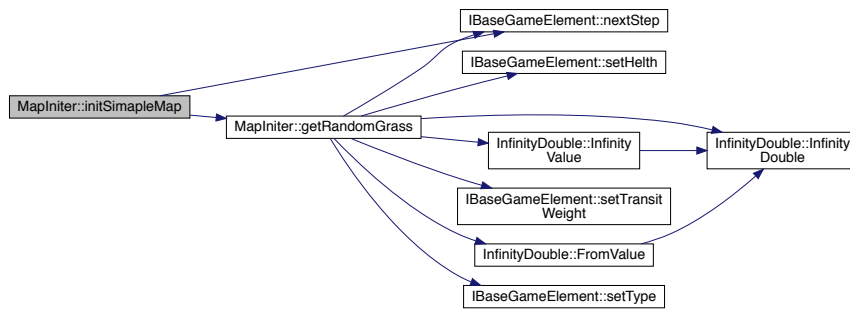 IBaseGameElement::nextStep
IBaseGameElement::setHelth
MapIniter::initSimapleMap
MapIniter::getRandomGrass
InfinityDouble::Infinity
Value
InfinityDouble::Infinity
Double
IBaseGameElement::setTransit
Weight
InfinityDouble::FromValue
IBaseGameElement::setType